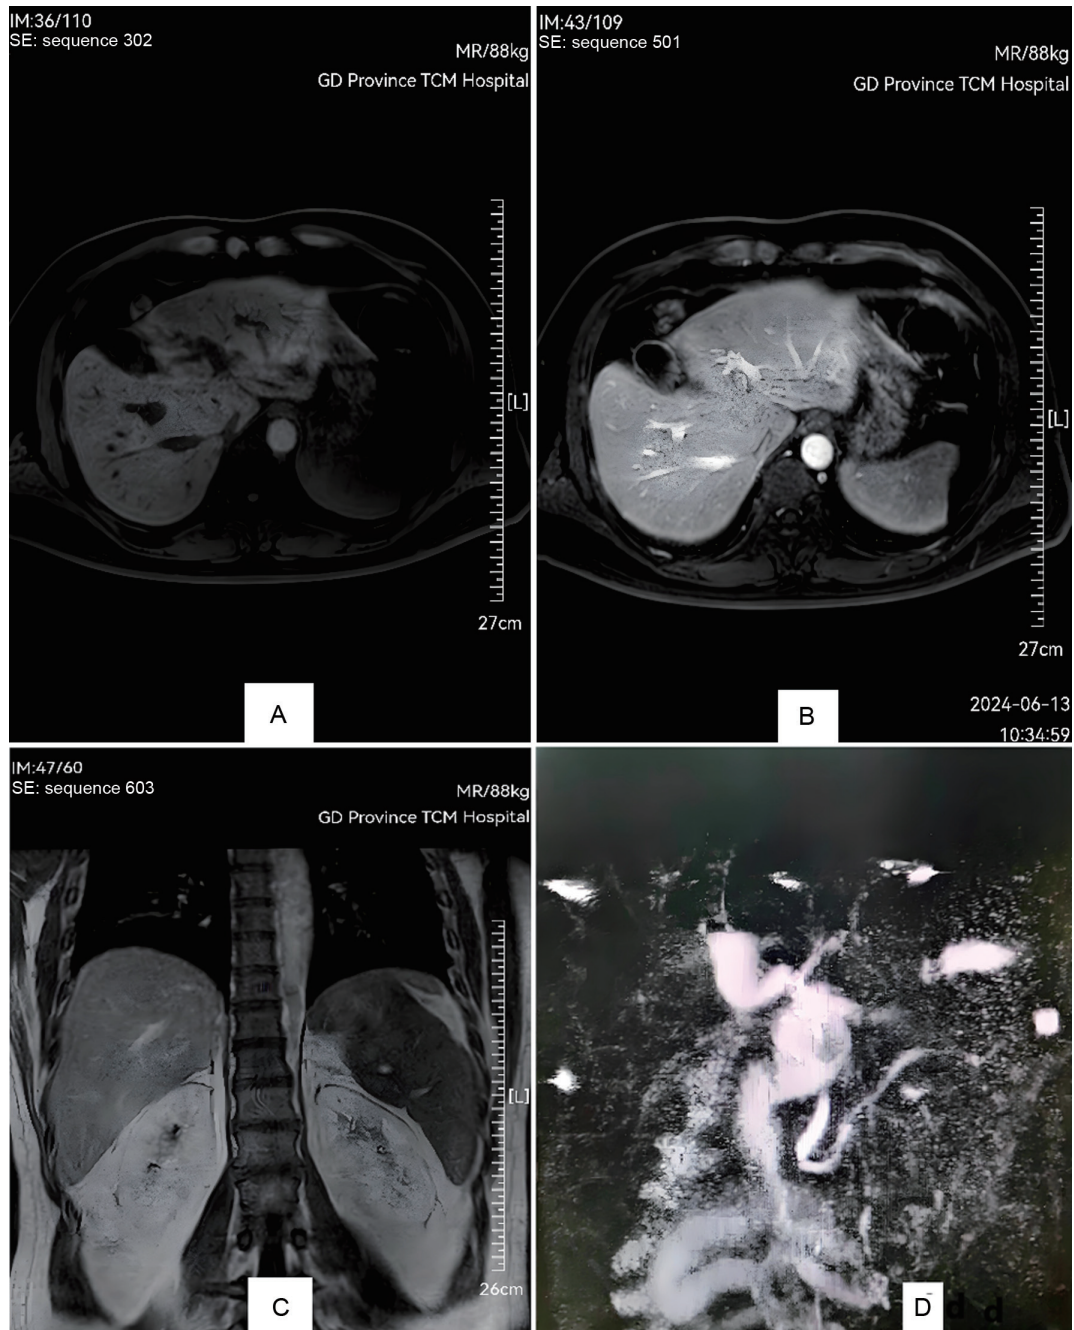 IM:36/110
SE: sequence 302
MR/88kg
GD Province TCM Hospital
[L]
27cm
A
IM:43/109
SE: sequence 501
MR/88kg
GD Province TCM Hospital
[L]
27cm
2024-06-13
10:34:59
B
IM:47/60
SE: sequence 603
MR/88kg
GD Province TCM Hospital
[L]
26cm
C
D
d d